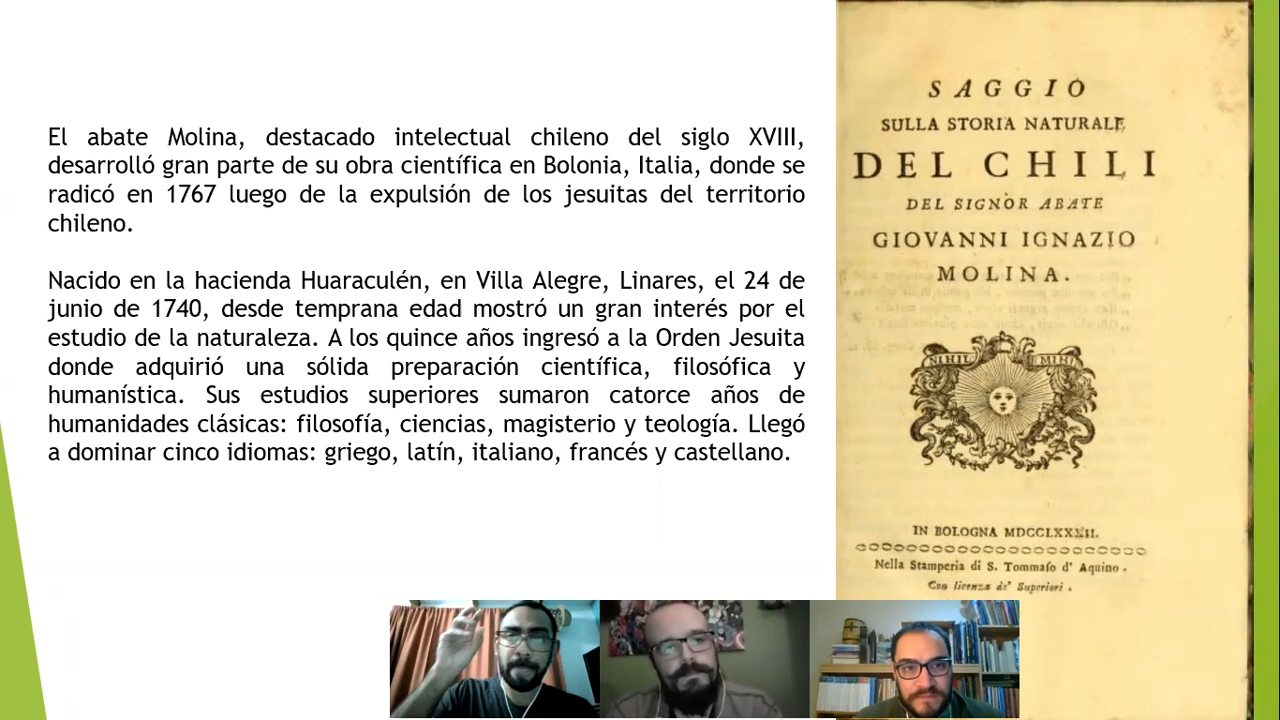 El abate Molina, destacado intelectual chileno del siglo XVIII,
desarrolló gran parte de su obra científica en Bolonia, Italia, donde se
radicó en 1767 luego de la expulsión de los jesuitas del territorio
chileno.
Nacido en la hacienda Huaraculén, en Villa Alegre, Linares, el 24 de
junio de 1740, desde temprana edad mostró un gran interés por el
estudio de la naturaleza. A los quince años ingresó a la Orden Jesuita
donde adquirió una sólida preparación científica, filosófica y
humanística. Sus estudios superiores sumaron catorce años de
humanidades clásicas: filosofía, ciencias, magisterio y teología. Llegó
a dominar cinco idiomas: griego, latín, italiano, francés y castellano.
SAGGIO
SULLA STORIA NATURALE
DEL CHILI
DEL SIGNOR ABATE
GIOVANNI IGNAZIO
MOLINA.
NIHIL
IN BOLOGNA MDCCLXXXII.
Nella Stamperia di S. Tommaſo d' Aquino.
Con licenza de' Superiori.